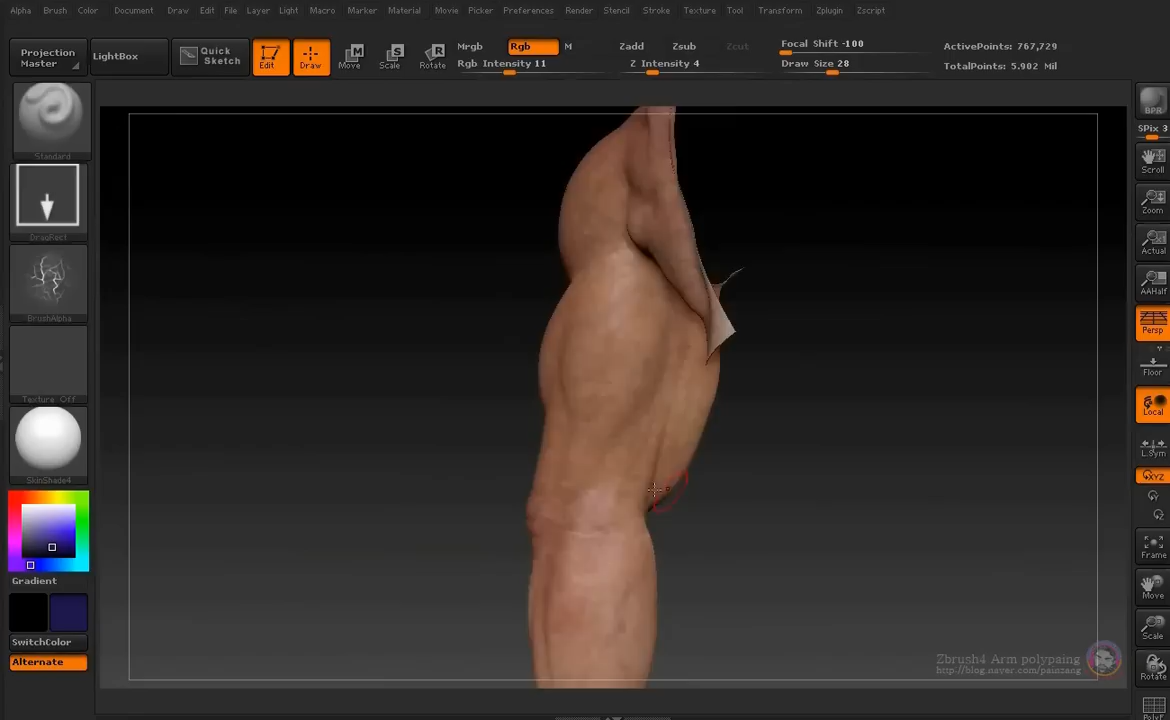 Alpha Brush Color Document Draw Edit File Layer Light Macro Marker Material Movie Picker Preferences Render Stencil Stroke Texture Tool Transform Zplugin Zscript
Projection Master
LightBox
Quick Sketch
Edit
Draw
Move
Scale
Rotate
Mrgb Rgb M
Rgb Intensity 11
Zadd Zsub Zcut
Z Intensity 4
Focal Shift -100
Draw Size 28
ActivePoints: 767,729
TotalPoints: 5.902 Mil
Standard
DragRect
BrushAlpha
Texture Off
SkinShade4
Gradient
SwitchColor
Alternate
BPR
SPix 3
Scroll
Zoom
Actual
AAHalf
Persp
Floor
Local
L.Sym
XYZ
Frame
Move
Scale
Rotate
PolyF
Zbrush4 Arm polypaing
http://blog.naver.com/painzang